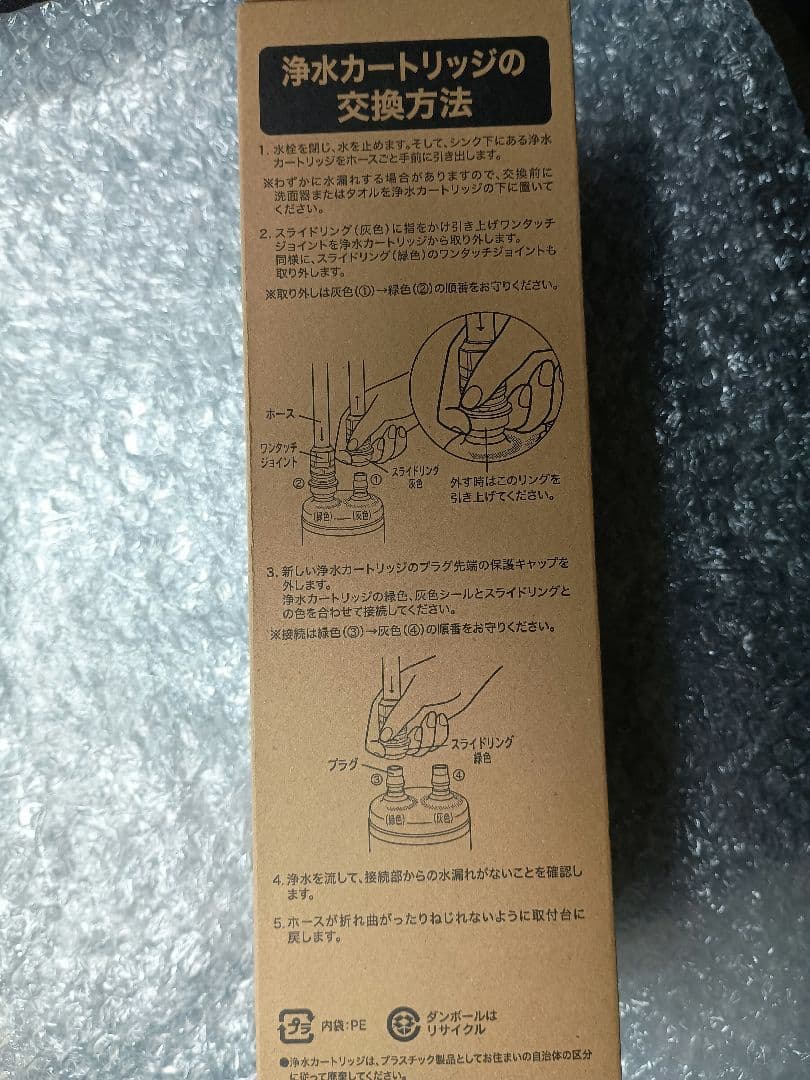 浄水カートリッジの
交換方法
1. 水栓を閉じ、水を止めます。そして、シンク下にある浄水
カートリッジをホースごと手前に引き出します。
※わずかに水漏れする場合がありますので、交換前に
洗面器またはタオルを浄水カートリッジの下に置いて
ください。
2. スライドリング(灰色)に指をかけ引き上げワンタッチ
ジョイントを浄水カートリッジから取り外します。
同様に、スライドリング(緑色)のワンタッチジョイントも
取り外します。
※取り外しは灰色(①)→緑色(②)の順番をお守りください。
ホース
ワンタッチ
ジョイント
スライドリング
灰色
②
①
(緑色)
(灰色)
外す時はこのリングを
引き上げてください。
3. 新しい浄水カートリッジのプラグ先端の保護キャップを
外します。
浄水カートリッジの緑色、灰色シールとスライドリングと
の色を合わせて接続してください。
※接続は緑色(③)→灰色(④)の順番をお守りください。
スライドリング
緑色
プラグ
③
④
(緑色)
(灰色)
4. 浄水を流して、接続部からの水漏れがないことを確認し
ます。
5. ホースが折れ曲がったりねじれないように取付台に
戻します。
プラ
内袋:PE
ダンボールは
リサイクル
●浄水カートリッジは、プラスチック製品としてお住まいの自治体の区分
に従って廃棄してください。